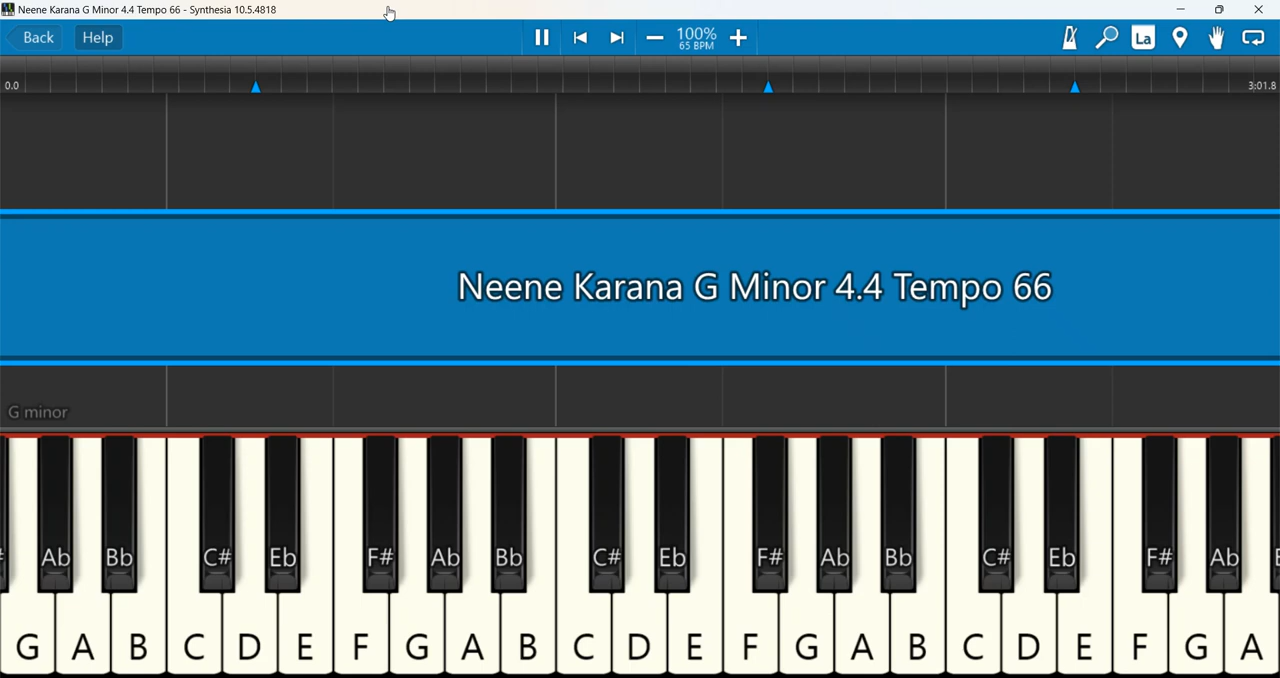 Neene Karana G Minor 4.4 Tempo 66 - Synthesia 10.5.4818
Back Help 100% La
65 BPM
0.0 3:01.8
Neene Karana G Minor 4.4 Tempo 66
G minor
Ab Bb C# Eb F# Ab Bb C# Eb F# Ab Bb C# Eb F# Ab
G A B C D E F G A B C D E F G A B C D E F G A